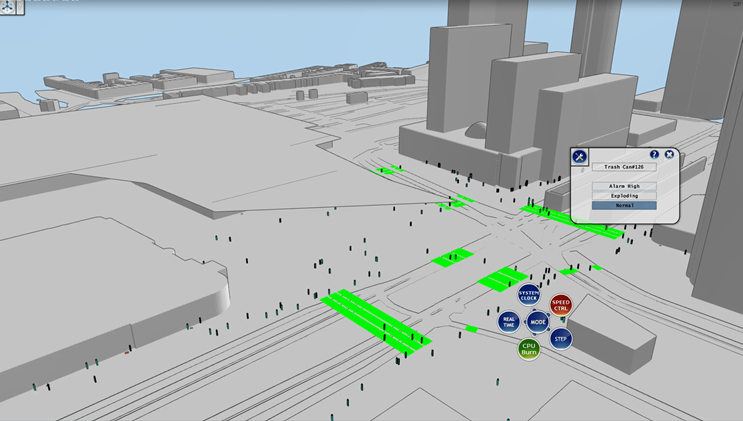 Trash Can#126
Alarm High
Exploding
Normal
SYSTEM
CLOCK
SPEED
CTRL
REAL
TIME
MODE
STEP
CPU
Burn